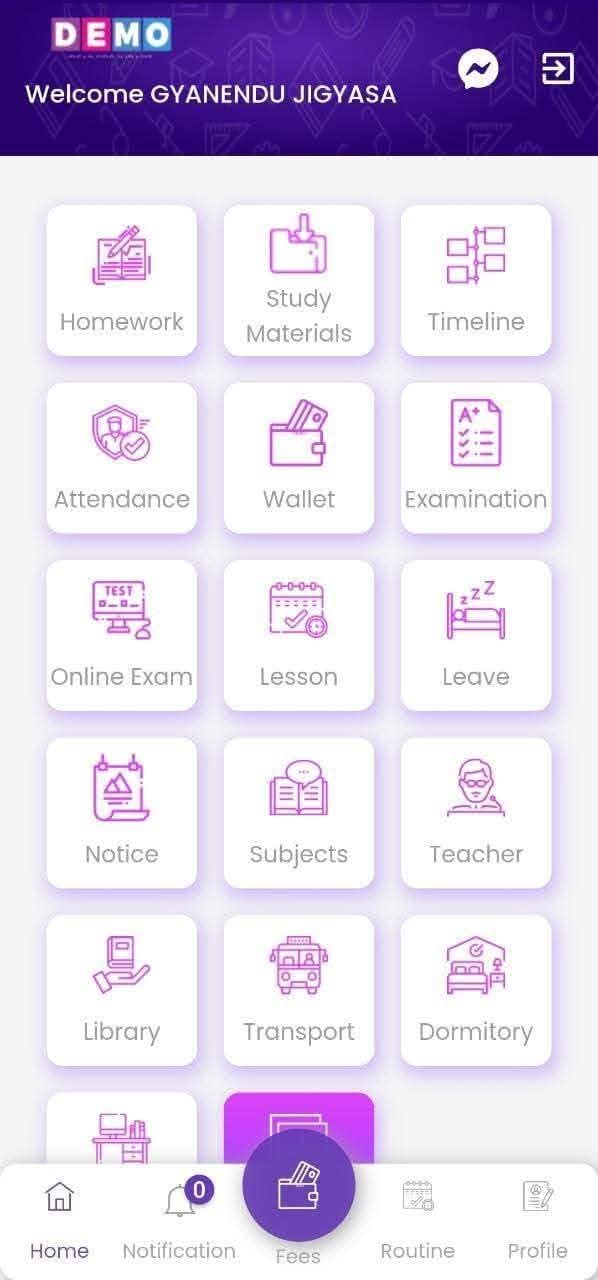 DEMO
Welcome GYANENDU JIGYASA
Homework
Study
Materials
Timeline
A+
Attendance
Wallet
Examination
TEST
z z Z
Online Exam
Lesson
Leave
Notice
Subjects
Teacher
Library
Transport
Dormitory
0
Home
Notification
Fees
Routine
Profile